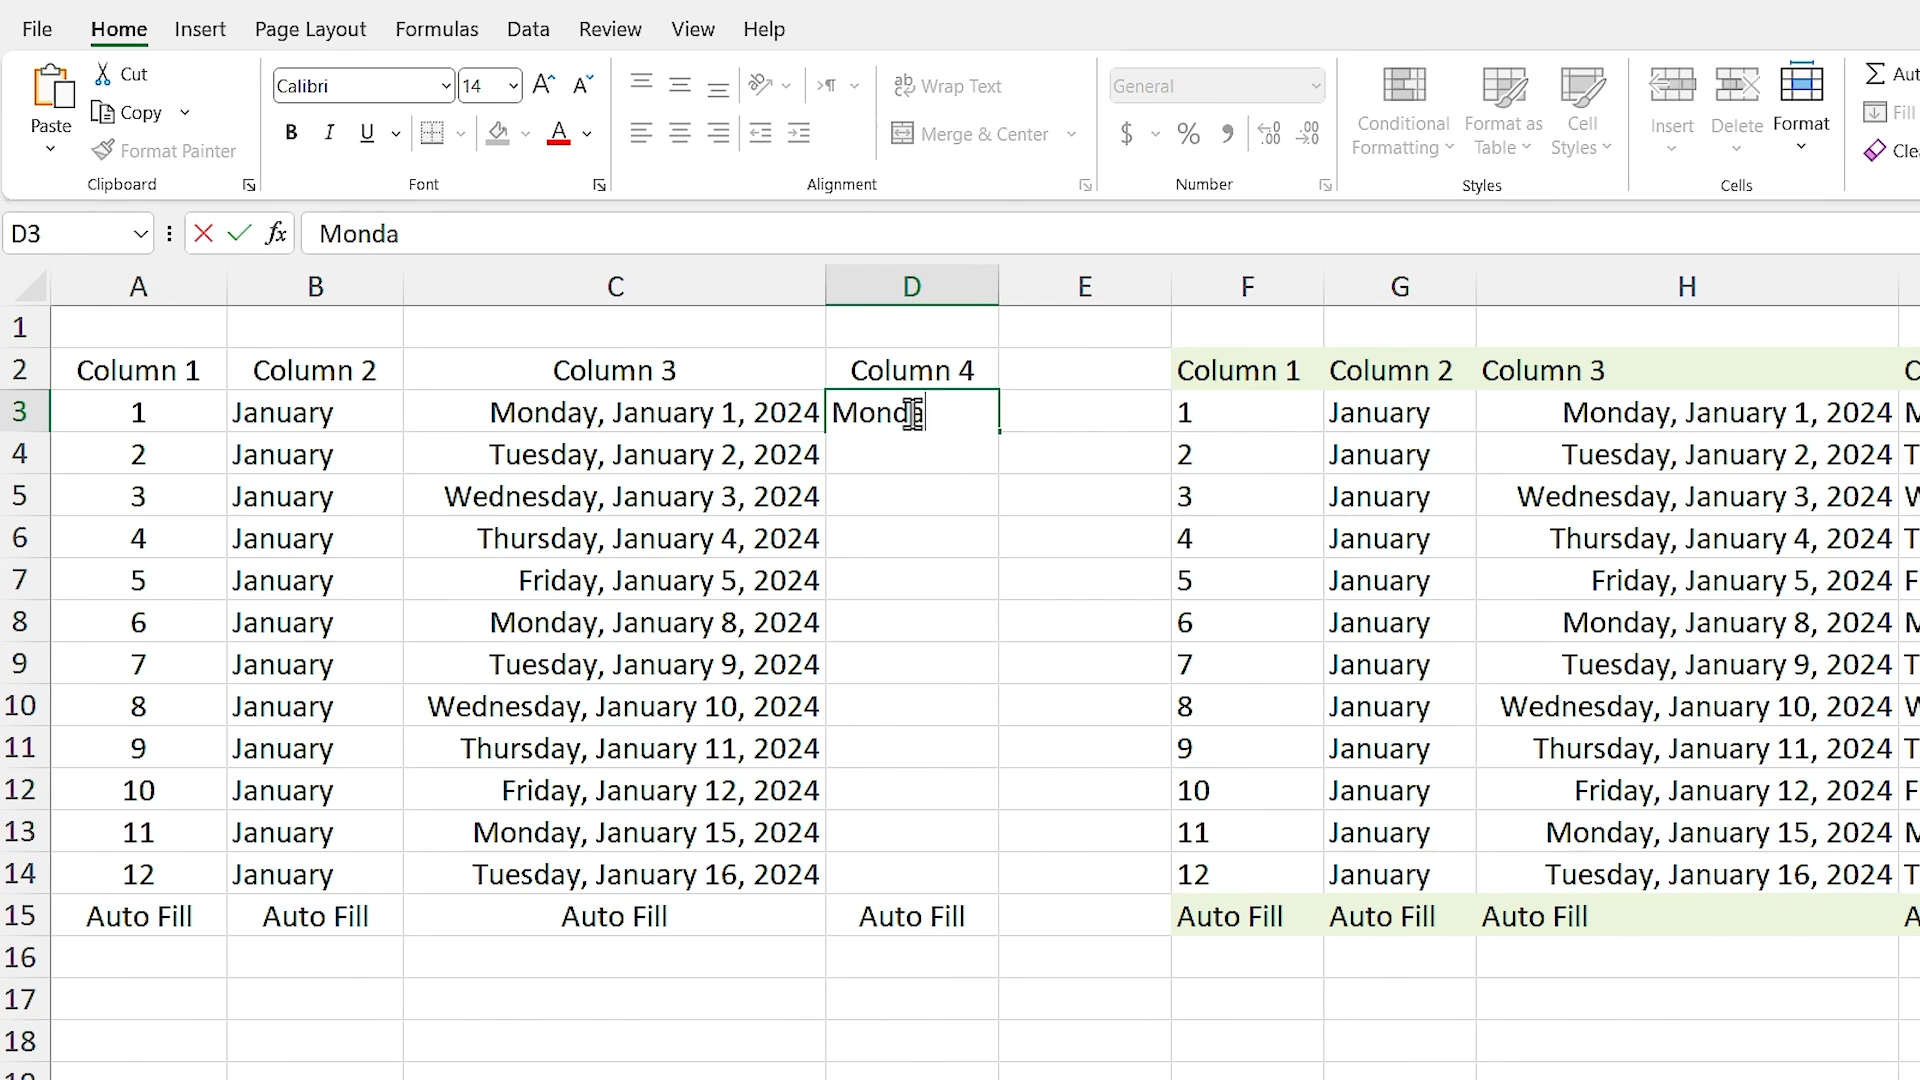 File Home Insert Page Layout Formulas Data Review View Help
Paste Cut Copy Format Painter Clipboard
Calibri 14 A^ A˅ B I U A Font
ab Wrap Text Merge & Center Alignment
General $ % 9 .00 .00 Number
Conditional Formatting Format as Table Cell Styles Styles
Insert Delete Format Cells
Σ Aut Fill Clea
D3 fx Monda
A B C D E F G H
1
2 Column 1 Column 2 Column 3 Column 4 Column 1 Column 2 Column 3 C
3 1 January Monday, January 1, 2024 Monda 1 January Monday, January 1, 2024 M
4 2 January Tuesday, January 2, 2024 2 January Tuesday, January 2, 2024 T
5 3 January Wednesday, January 3, 2024 3 January Wednesday, January 3, 2024 W
6 4 January Thursday, January 4, 2024 4 January Thursday, January 4, 2024 T
7 5 January Friday, January 5, 2024 5 January Friday, January 5, 2024 F
8 6 January Monday, January 8, 2024 6 January Monday, January 8, 2024 M
9 7 January Tuesday, January 9, 2024 7 January Tuesday, January 9, 2024 T
10 8 January Wednesday, January 10, 2024 8 January Wednesday, January 10, 2024 W
11 9 January Thursday, January 11, 2024 9 January Thursday, January 11, 2024 T
12 10 January Friday, January 12, 2024 10 January Friday, January 12, 2024 F
13 11 January Monday, January 15, 2024 11 January Monday, January 15, 2024 M
14 12 January Tuesday, January 16, 2024 12 January Tuesday, January 16, 2024 T
15 Auto Fill Auto Fill Auto Fill Auto Fill Auto Fill Auto Fill Auto Fill A
16
17
18